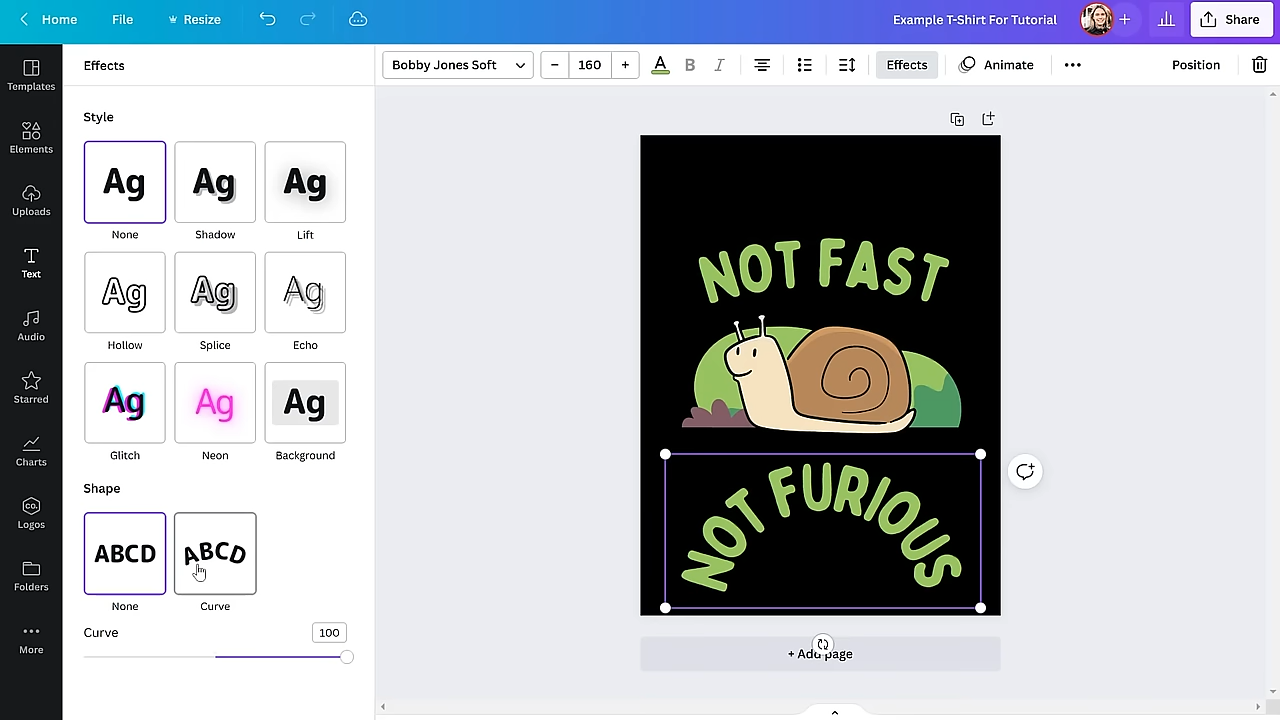 Home File Resize Example T-Shirt For Tutorial + Share
Templates
Elements
Uploads
Text
Audio
Starred
Charts
CO.
Logos
Folders
More
Effects
Style
Ag Ag Ag
None Shadow Lift
Ag Ag Ag
Hollow Splice Echo
Ag Ag Ag
Glitch Neon Background
Shape
ABCD ABCD
None Curve
Curve 100
Bobby Jones Soft − 160 + A B I Effects Animate ••• Position
NOT FAST
NOT FURIOUS
+ Add page